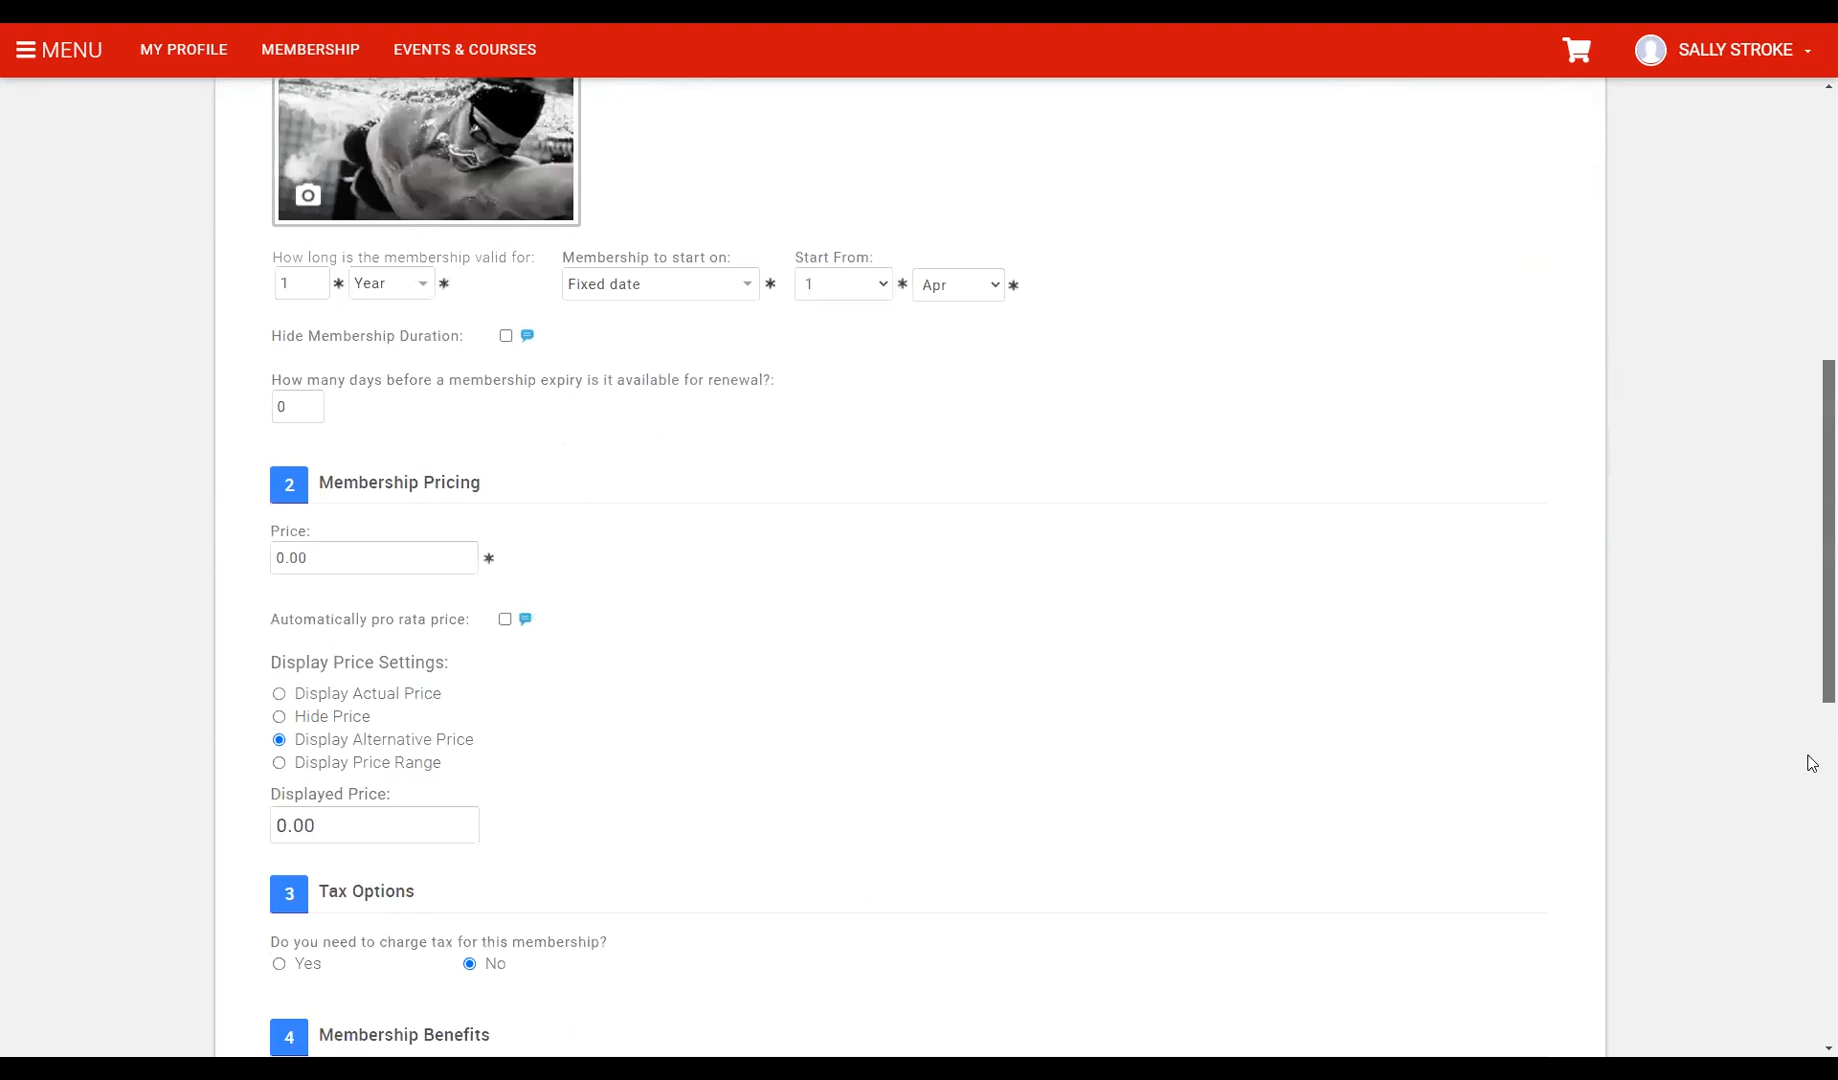 MENU MY PROFILE MEMBERSHIP EVENTS & COURSES SALLY STROKE
How long is the membership valid for: Membership to start on: Start From:
1 * Year * Fixed date * 1 * Apr *
Hide Membership Duration:
How many days before a membership expiry is it available for renewal?:
0
2 Membership Pricing
Price:
0.00 *
Automatically pro rata price:
Display Price Settings:
Display Actual Price
Hide Price
Display Alternative Price
Display Price Range
Displayed Price:
0.00
3 Tax Options
Do you need to charge tax for this membership?
Yes No
4 Membership Benefits